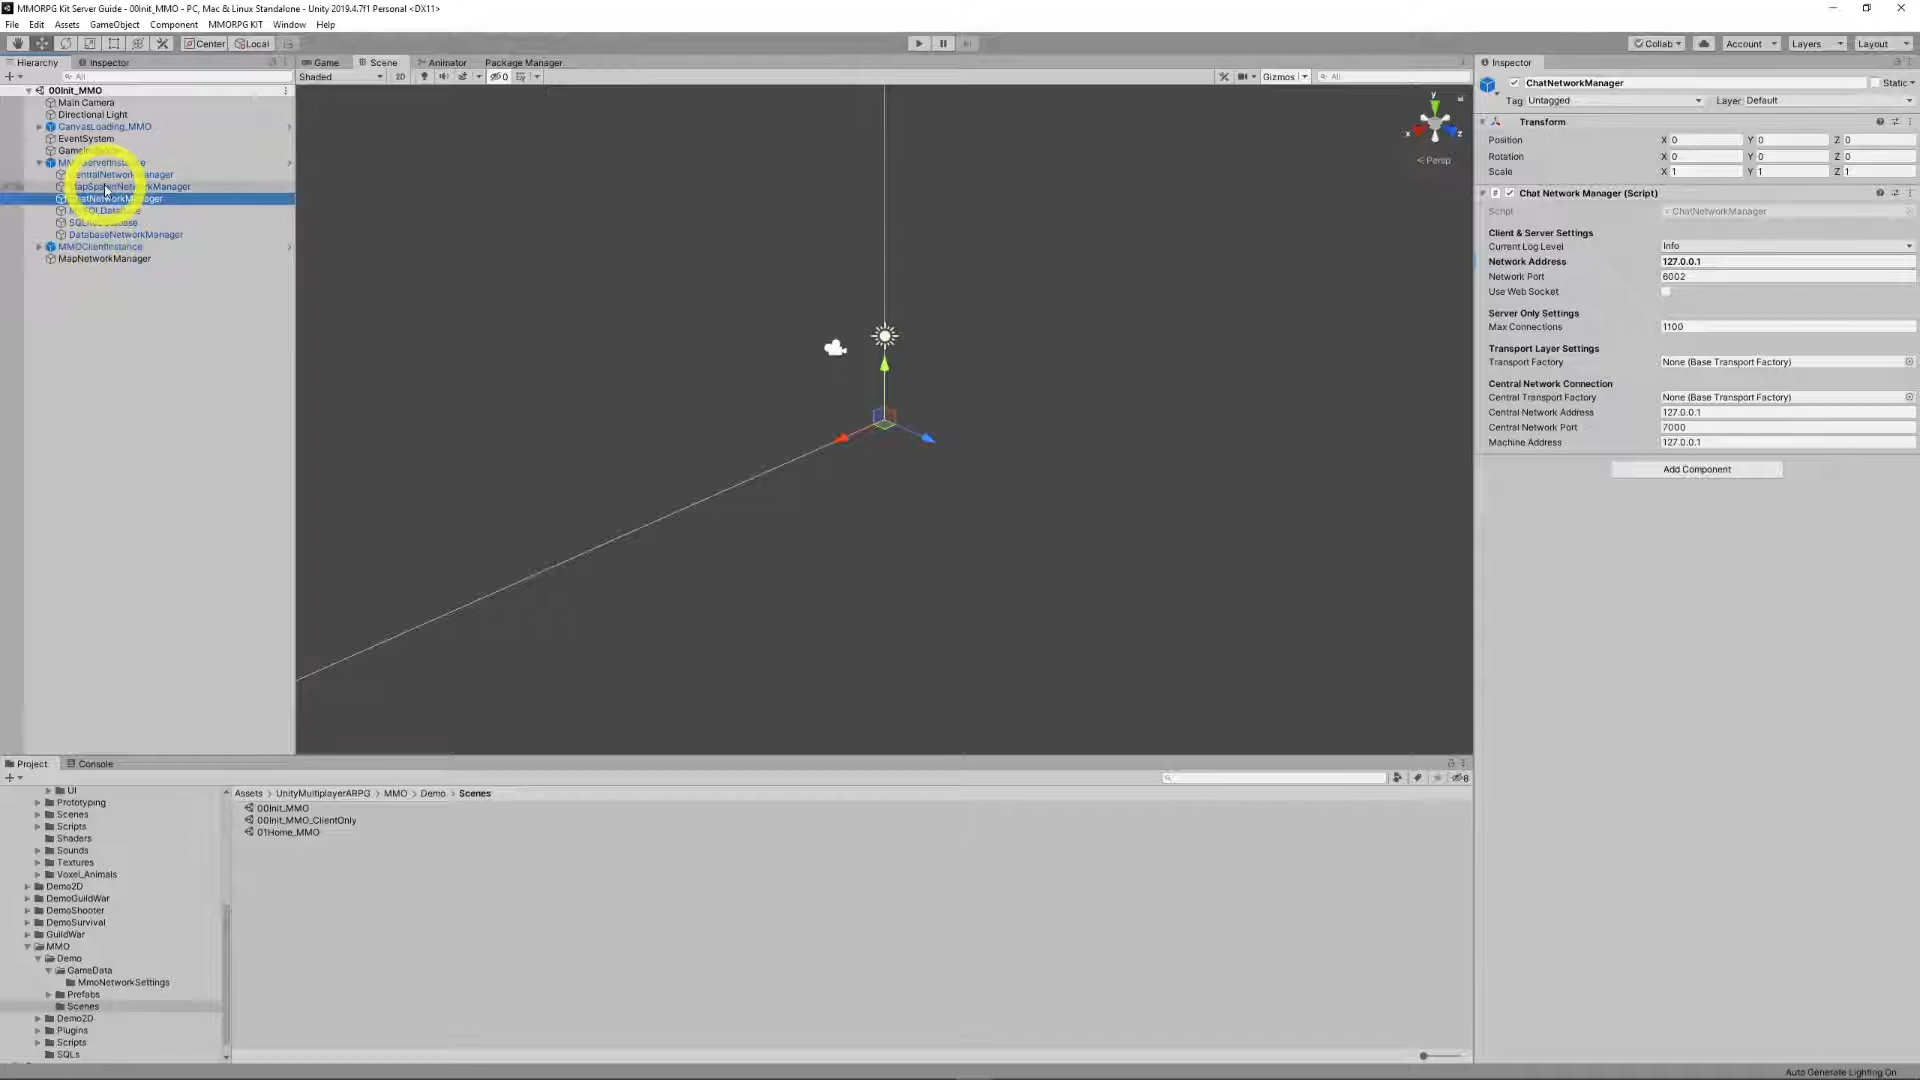 MMORPG Kit Server Guide - 00Init_MMO - PC, Mac & Linux Standalone - Unity 2019.4.7f1 Personal <DX11>
File Edit Assets GameObject Component MMORPG KIT Window Help
Center Local Collab Account Layers Layout
Hierarchy Inspector
All
00Init_MMO
Main Camera
Directional Light
CanvasLoading_MMO
EventSystem
MMOServerInstance
CentralNetworkManager
MapSpawnNetworkManager
ChatNetworkManager
DatabaseNetworkManager
MMOClientInstance
MapNetworkManager
Game Scene Animator Package Manager
Shaded 2D 0 Gizmos All
y
x z
< Persp
Inspector
ChatNetworkManager Static
Tag Untagged Layer Default
Transform
Position X 0 Y 0 Z 0
Rotation X 0 Y 0 Z 0
Scale X 1 Y 1 Z 1
Chat Network Manager (Script)
Script ChatNetworkManager
Client & Server Settings
Current Log Level Info
Network Address 127.0.0.1
Network Port 6002
Use Web Socket
Server Only Settings
Max Connections 1100
Transport Layer Settings
Transport Factory None (Base Transport Factory)
Central Network Connection
Central Transport Factory None (Base Transport Factory)
Central Network Address 127.0.0.1
Central Network Port 7000
Machine Address 127.0.0.1
Add Component
Project Console
8
UI
Prototyping
Scenes
Scripts
Shaders
Sounds
Textures
Voxel_Animals
Demo2D
DemoGuildWar
DemoShooter
DemoSurvival
GuildWar
MMO
Demo
GameData
MmoNetworkSettings
Prefabs
Scenes
Demo2D
Plugins
Scripts
SQLs
Assets > UnityMultiplayerARPG > MMO > Demo > Scenes
00Init_MMO
00Init_MMO_ClientOnly
01Home_MMO
Auto Generate Lighting On